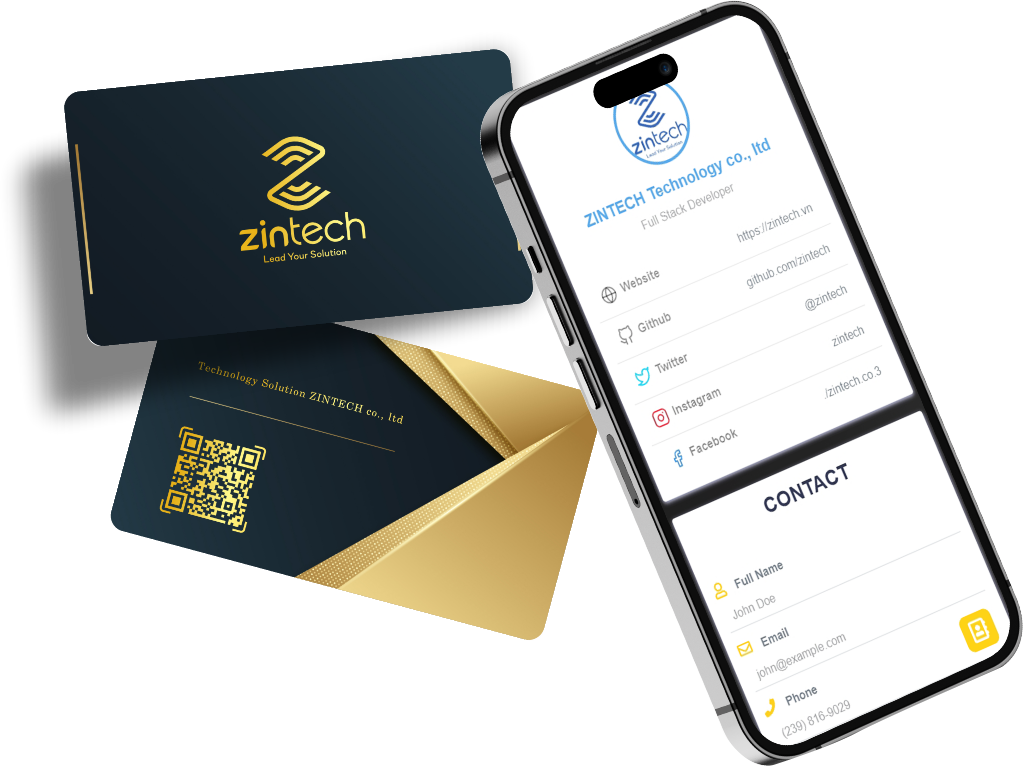 zintech
Lead Your Solution
Technology Solution ZINTECH co., ltd
zintech
Lead Your Solution
ZINTECH Technology co., ltd
Full Stack Developer
Website https://zintech.vn
Github github.com/zintech
Twitter @zintech
Instagram zintech
Facebook /zintech.co.3
CONTACT
Full Name
John Doe
Email
john@example.com
Phone
(239) 816-9029